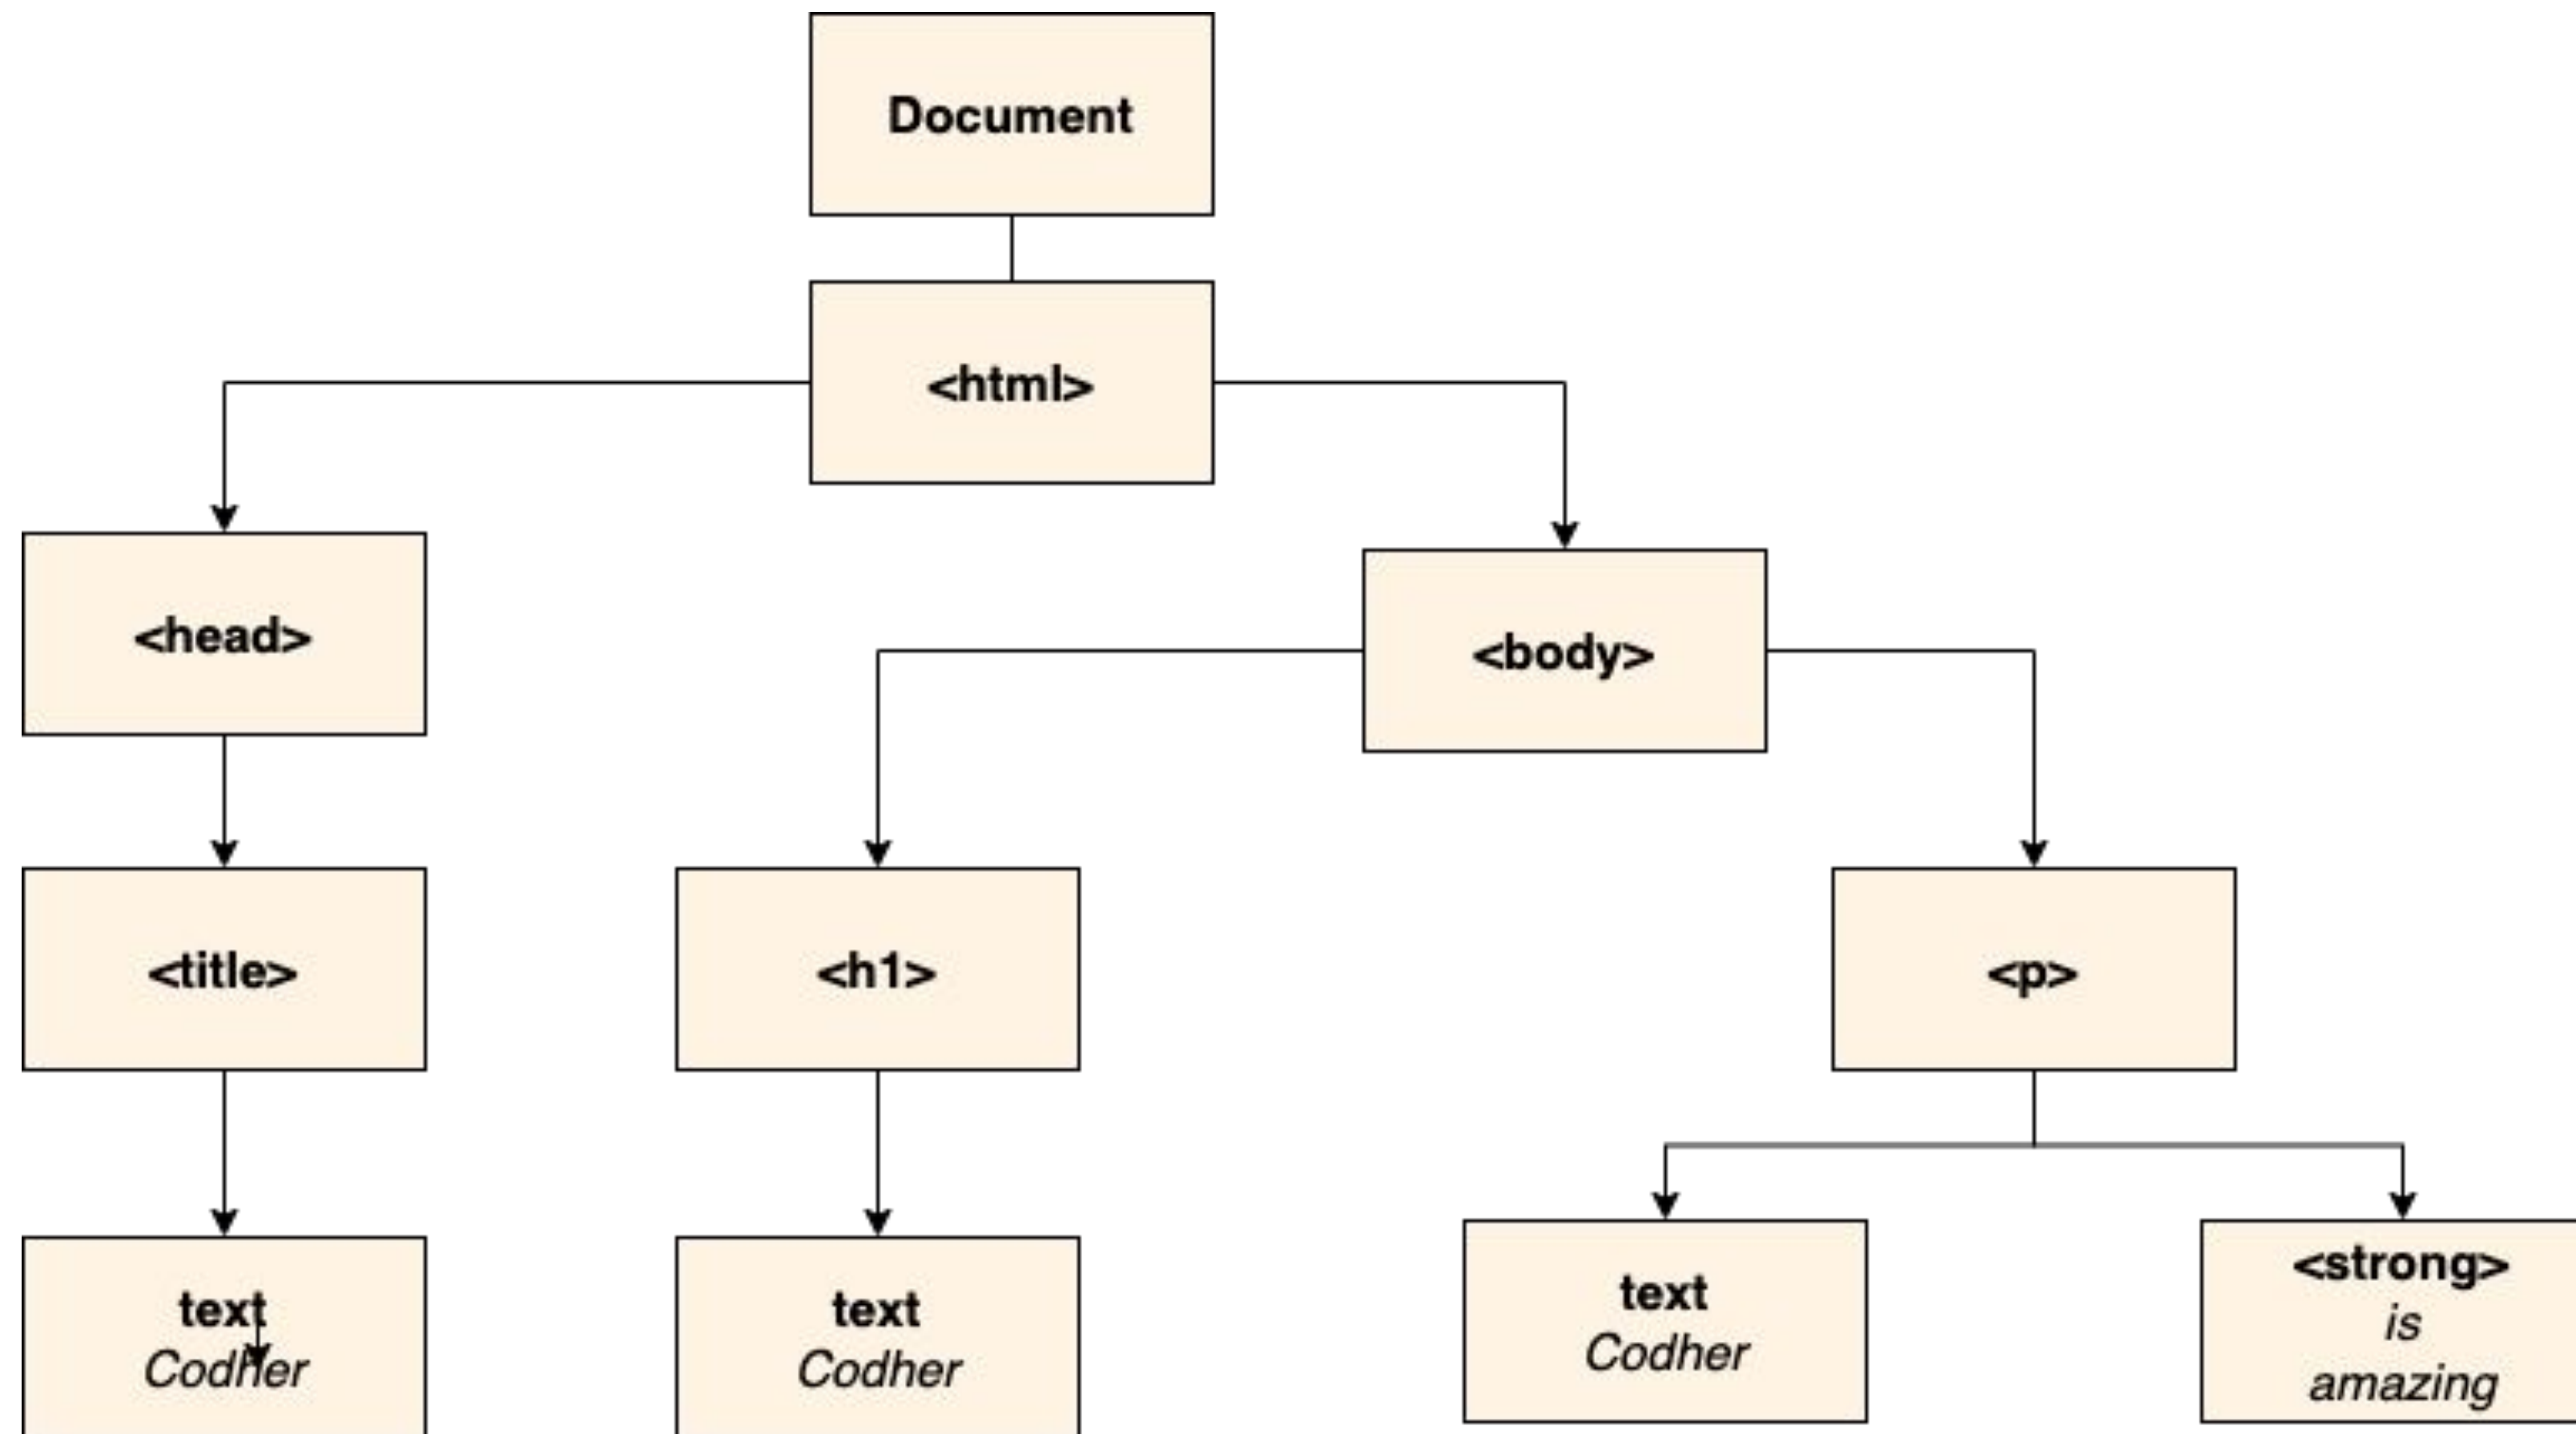 Document
<html>
<head>
<body>
<title>
<h1>
<p>
text
Codher
text
Codher
text
Codher
<strong>
is
amazing